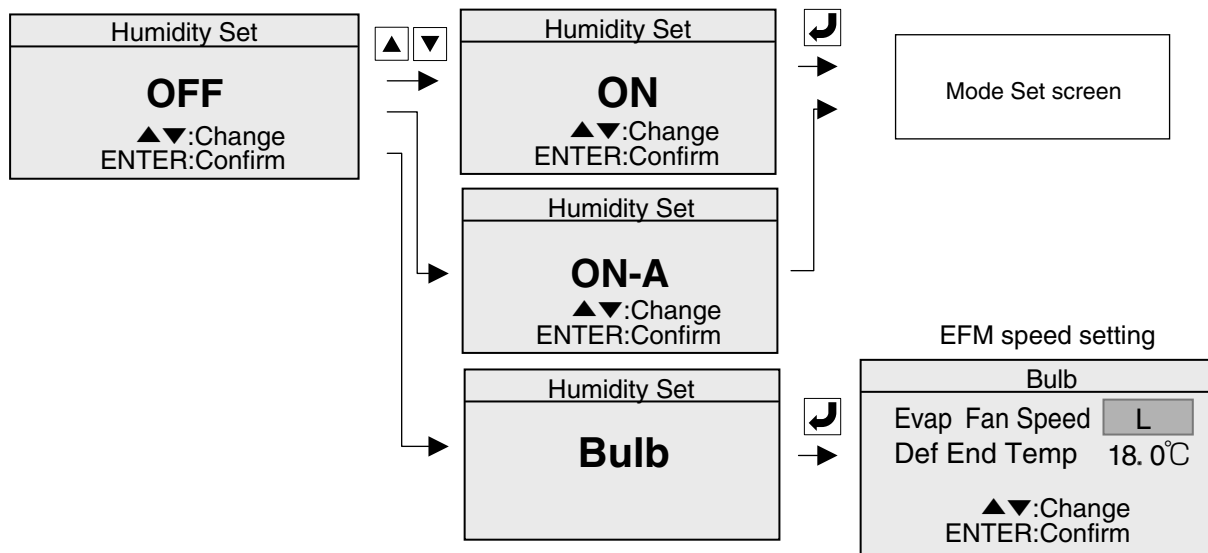 Humidity Set
OFF
▲▼:Change
ENTER:Confirm
▲ ▼
Humidity Set
ON
▲▼:Change
ENTER:Confirm
Mode Set screen
Humidity Set
ON-A
▲▼:Change
ENTER:Confirm
Humidity Set
Bulb
EFM speed setting
Bulb
Evap Fan Speed L
Def End Temp 18. 0℃
▲▼:Change
ENTER:Confirm